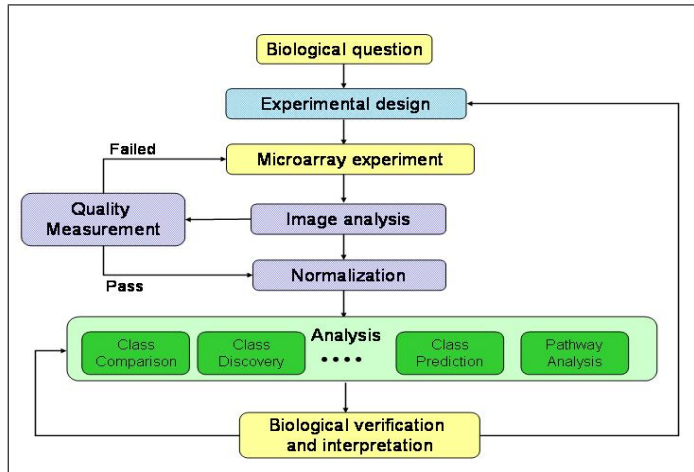 Biological question
Experimental design
Failed
Microarray experiment
Quality
Measurement
Image analysis
Normalization
Pass
Analysis
Class
Comparison
Class
Discovery
• • • •
Class
Prediction
Pathway
Analysis
Biological verification
and interpretation